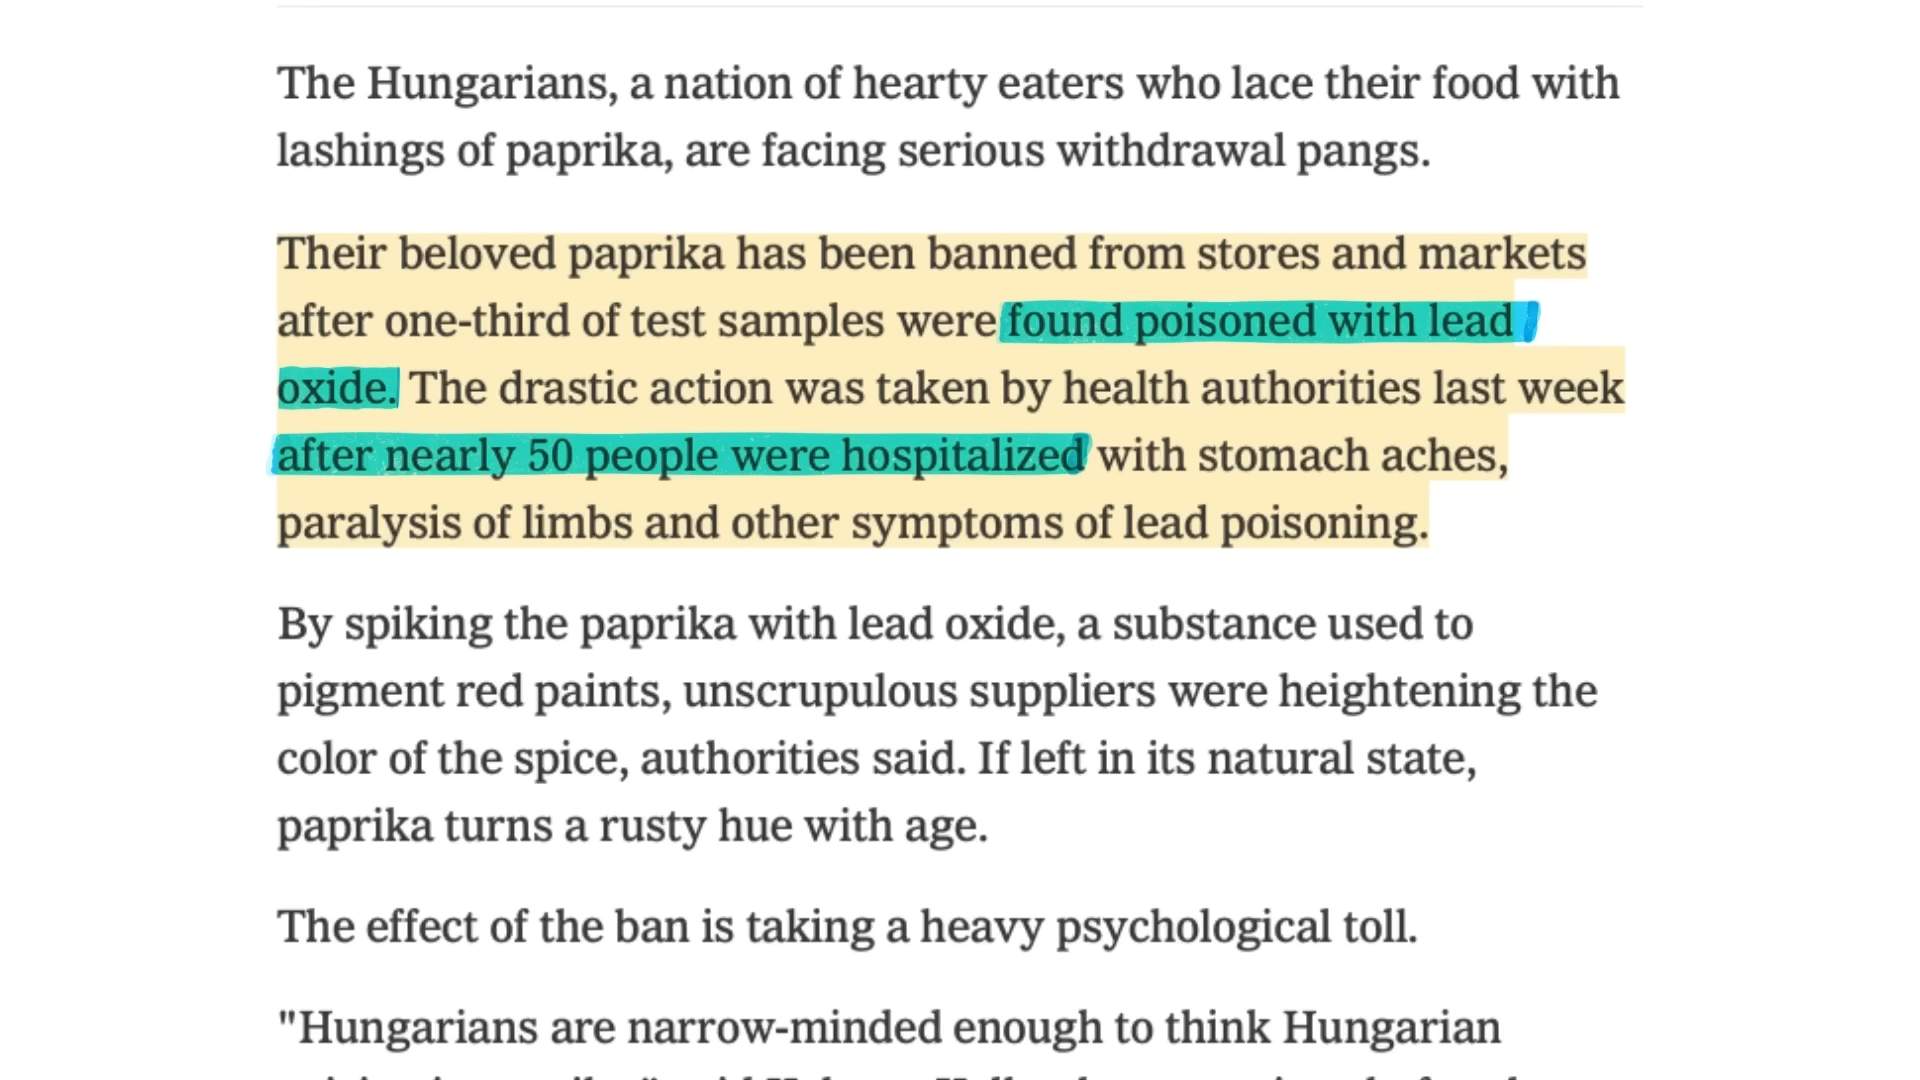 The Hungarians, a nation of hearty eaters who lace their food with
lashings of paprika, are facing serious withdrawal pangs.
Their beloved paprika has been banned from stores and markets
after one-third of test samples were found poisoned with lead
oxide. The drastic action was taken by health authorities last week
after nearly 50 people were hospitalized with stomach aches,
paralysis of limbs and other symptoms of lead poisoning.
By spiking the paprika with lead oxide, a substance used to
pigment red paints, unscrupulous suppliers were heightening the
color of the spice, authorities said. If left in its natural state,
paprika turns a rusty hue with age.
The effect of the ban is taking a heavy psychological toll.
"Hungarians are narrow-minded enough to think Hungarian